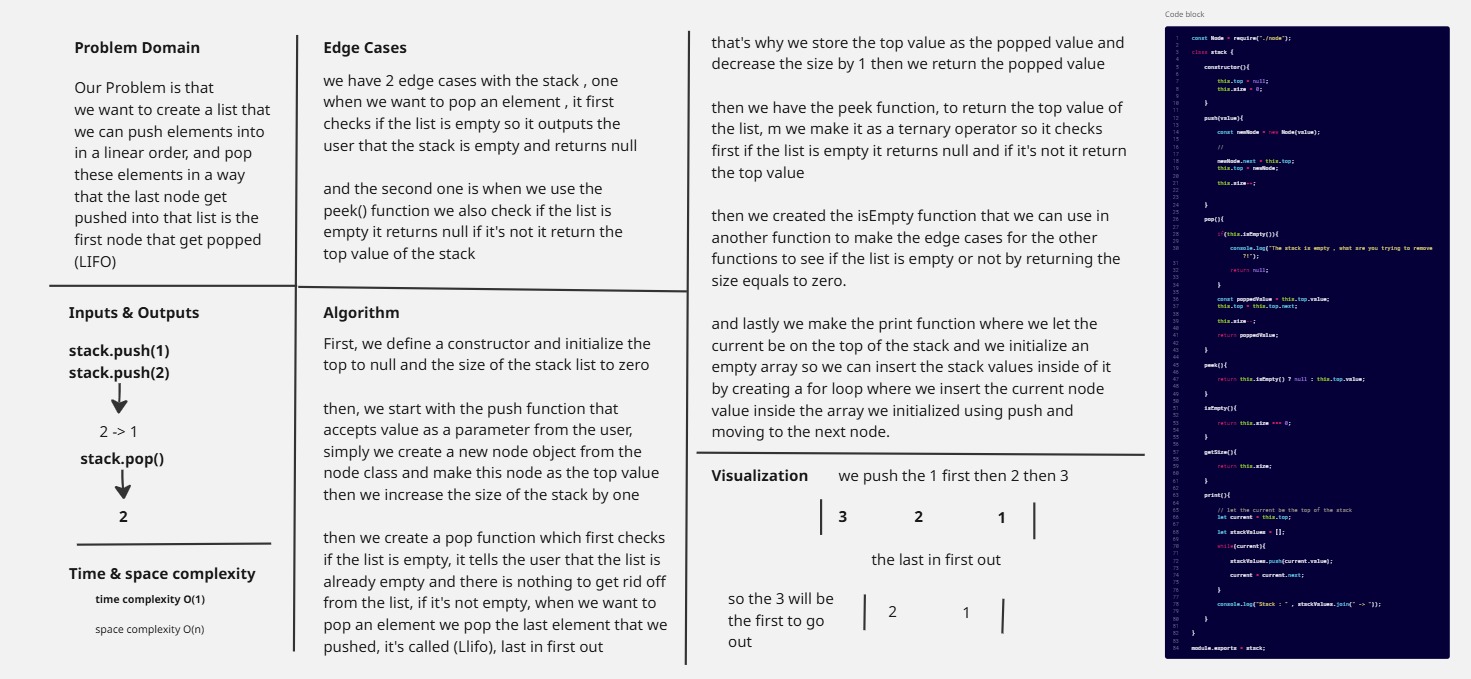 Problem Domain
Our Problem is that
we want to create a list that
we can push elements into
in a linear order, and pop
these elements in a way
that the last node get
pushed into that list is the
first node that get popped
(LIFO)
Inputs & Outputs
stack.push(1)
stack.push(2)
2 -> 1
stack.pop()
2
Time & space complexity
time complexity O(1)
space complexity O(n)
Edge Cases
we have 2 edge cases with the stack , one
when we want to pop an element , it first
checks if the list is empty so it outputs the
user that the stack is empty and returns null
and the second one is when we use the
peek() function we also check if the list is
empty it returns null if it's not it return the
top value of the stack
Algorithm
First, we define a constructor and initialize the
top to null and the size of the stack list to zero
then, we start with the push function that
accepts value as a parameter from the user,
simply we create a new node object from the
node class and make this node as the top value
then we increase the size of the stack by one
then we create a pop function which first checks
if the list is empty, it tells the user that the list is
already empty and there is nothing to get rid off
from the list, if it's not empty, when we want to
pop an element we pop the last element that we
pushed, it's called (Llifo), last in first out
that's why we store the top value as the popped value and
decrease the size by 1 then we return the popped value
then we have the peek function, to return the top value of
the list, m we make it as a ternary operator so it checks
first if the list is empty it returns null and if it's not it return
the top value
then we created the isEmpty function that we can use in
another function to make the edge cases for the other
functions to see if the list is empty or not by returning the
size equals to zero.
and lastly we make the print function where we let the
current be on the top of the stack and we initialize an
empty array so we can insert the stack values inside of it
by creating a for loop where we insert the current node
value inside the array we initialized using push and
moving to the next node.
Visualization we push the 1 first then 2 then 3
3 2 1
the last in first out
so the 3 will be
the first to go
out
2 1
Code block
const Node = require("./node");
class stack {
constructor(){
this.top = null;
this.size = 0;
}
push(value){
const newNode = new Node(value);
//
newNode.next = this.top;
this.top = newNode;
}
pop(){
if(this.isEmpty()){
console.log("The stack is empty , what are you trying to remove
?!");
return null;
}
const poppedValue = this.top.value;
this.top = this.top.next;
this.size--;
return poppedValue;
}
peek(){
return this.isEmpty() ? null : this.top.value;
}
isEmpty(){
return this.size === 0;
}
getSize(){
return this.size;
}
print(){
// let the current be the top of the stack
let current = this.top;
let stackValues = [];
while(current){
stackValues.push(current.value);
current = current.next;
}
console.log("Stack : " , stackValues.join(" -> "));
}
}
module.exports = stack;